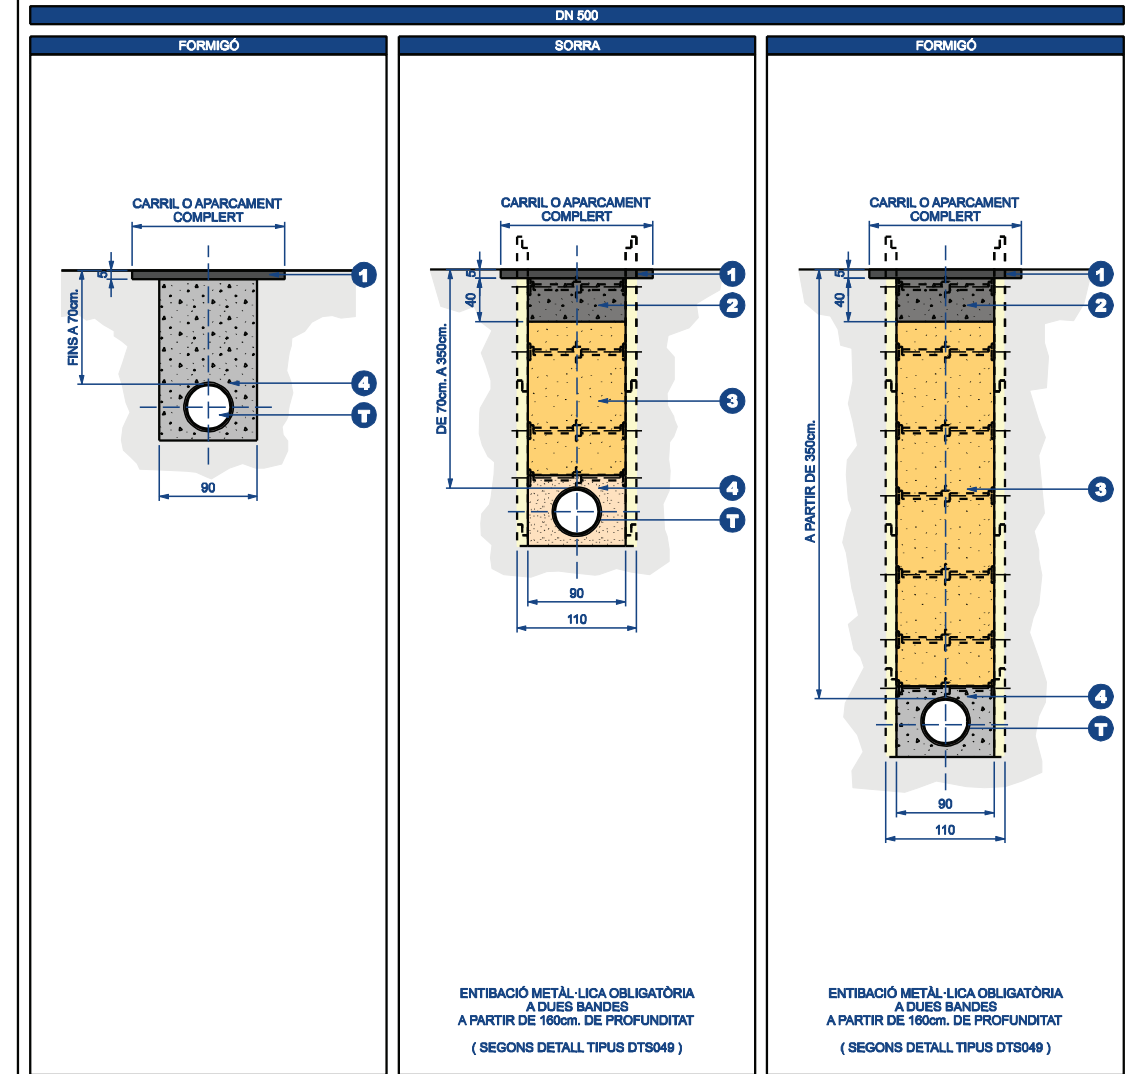 DN 500
FORMIGÓ
CARRIL O APARCAMENT
COMPLERT
5
1
FINS A 70cm.
4
T
90
SORRA
CARRIL O APARCAMENT
COMPLERT
5
1
40
2
DE 70cm. A 350cm.
3
4
T
90
110
ENTIBACIÓ METÀL·LICA OBLIGATÒRIA
A DUES BANDES
A PARTIR DE 160cm. DE PROFUNDITAT
( SEGONS DETALL TIPUS DTS049 )
FORMIGÓ
CARRIL O APARCAMENT
COMPLERT
5
1
40
2
A PARTIR DE 350cm.
3
4
T
90
110
ENTIBACIÓ METÀL·LICA OBLIGATÒRIA
A DUES BANDES
A PARTIR DE 160cm. DE PROFUNDITAT
( SEGONS DETALL TIPUS DTS049 )